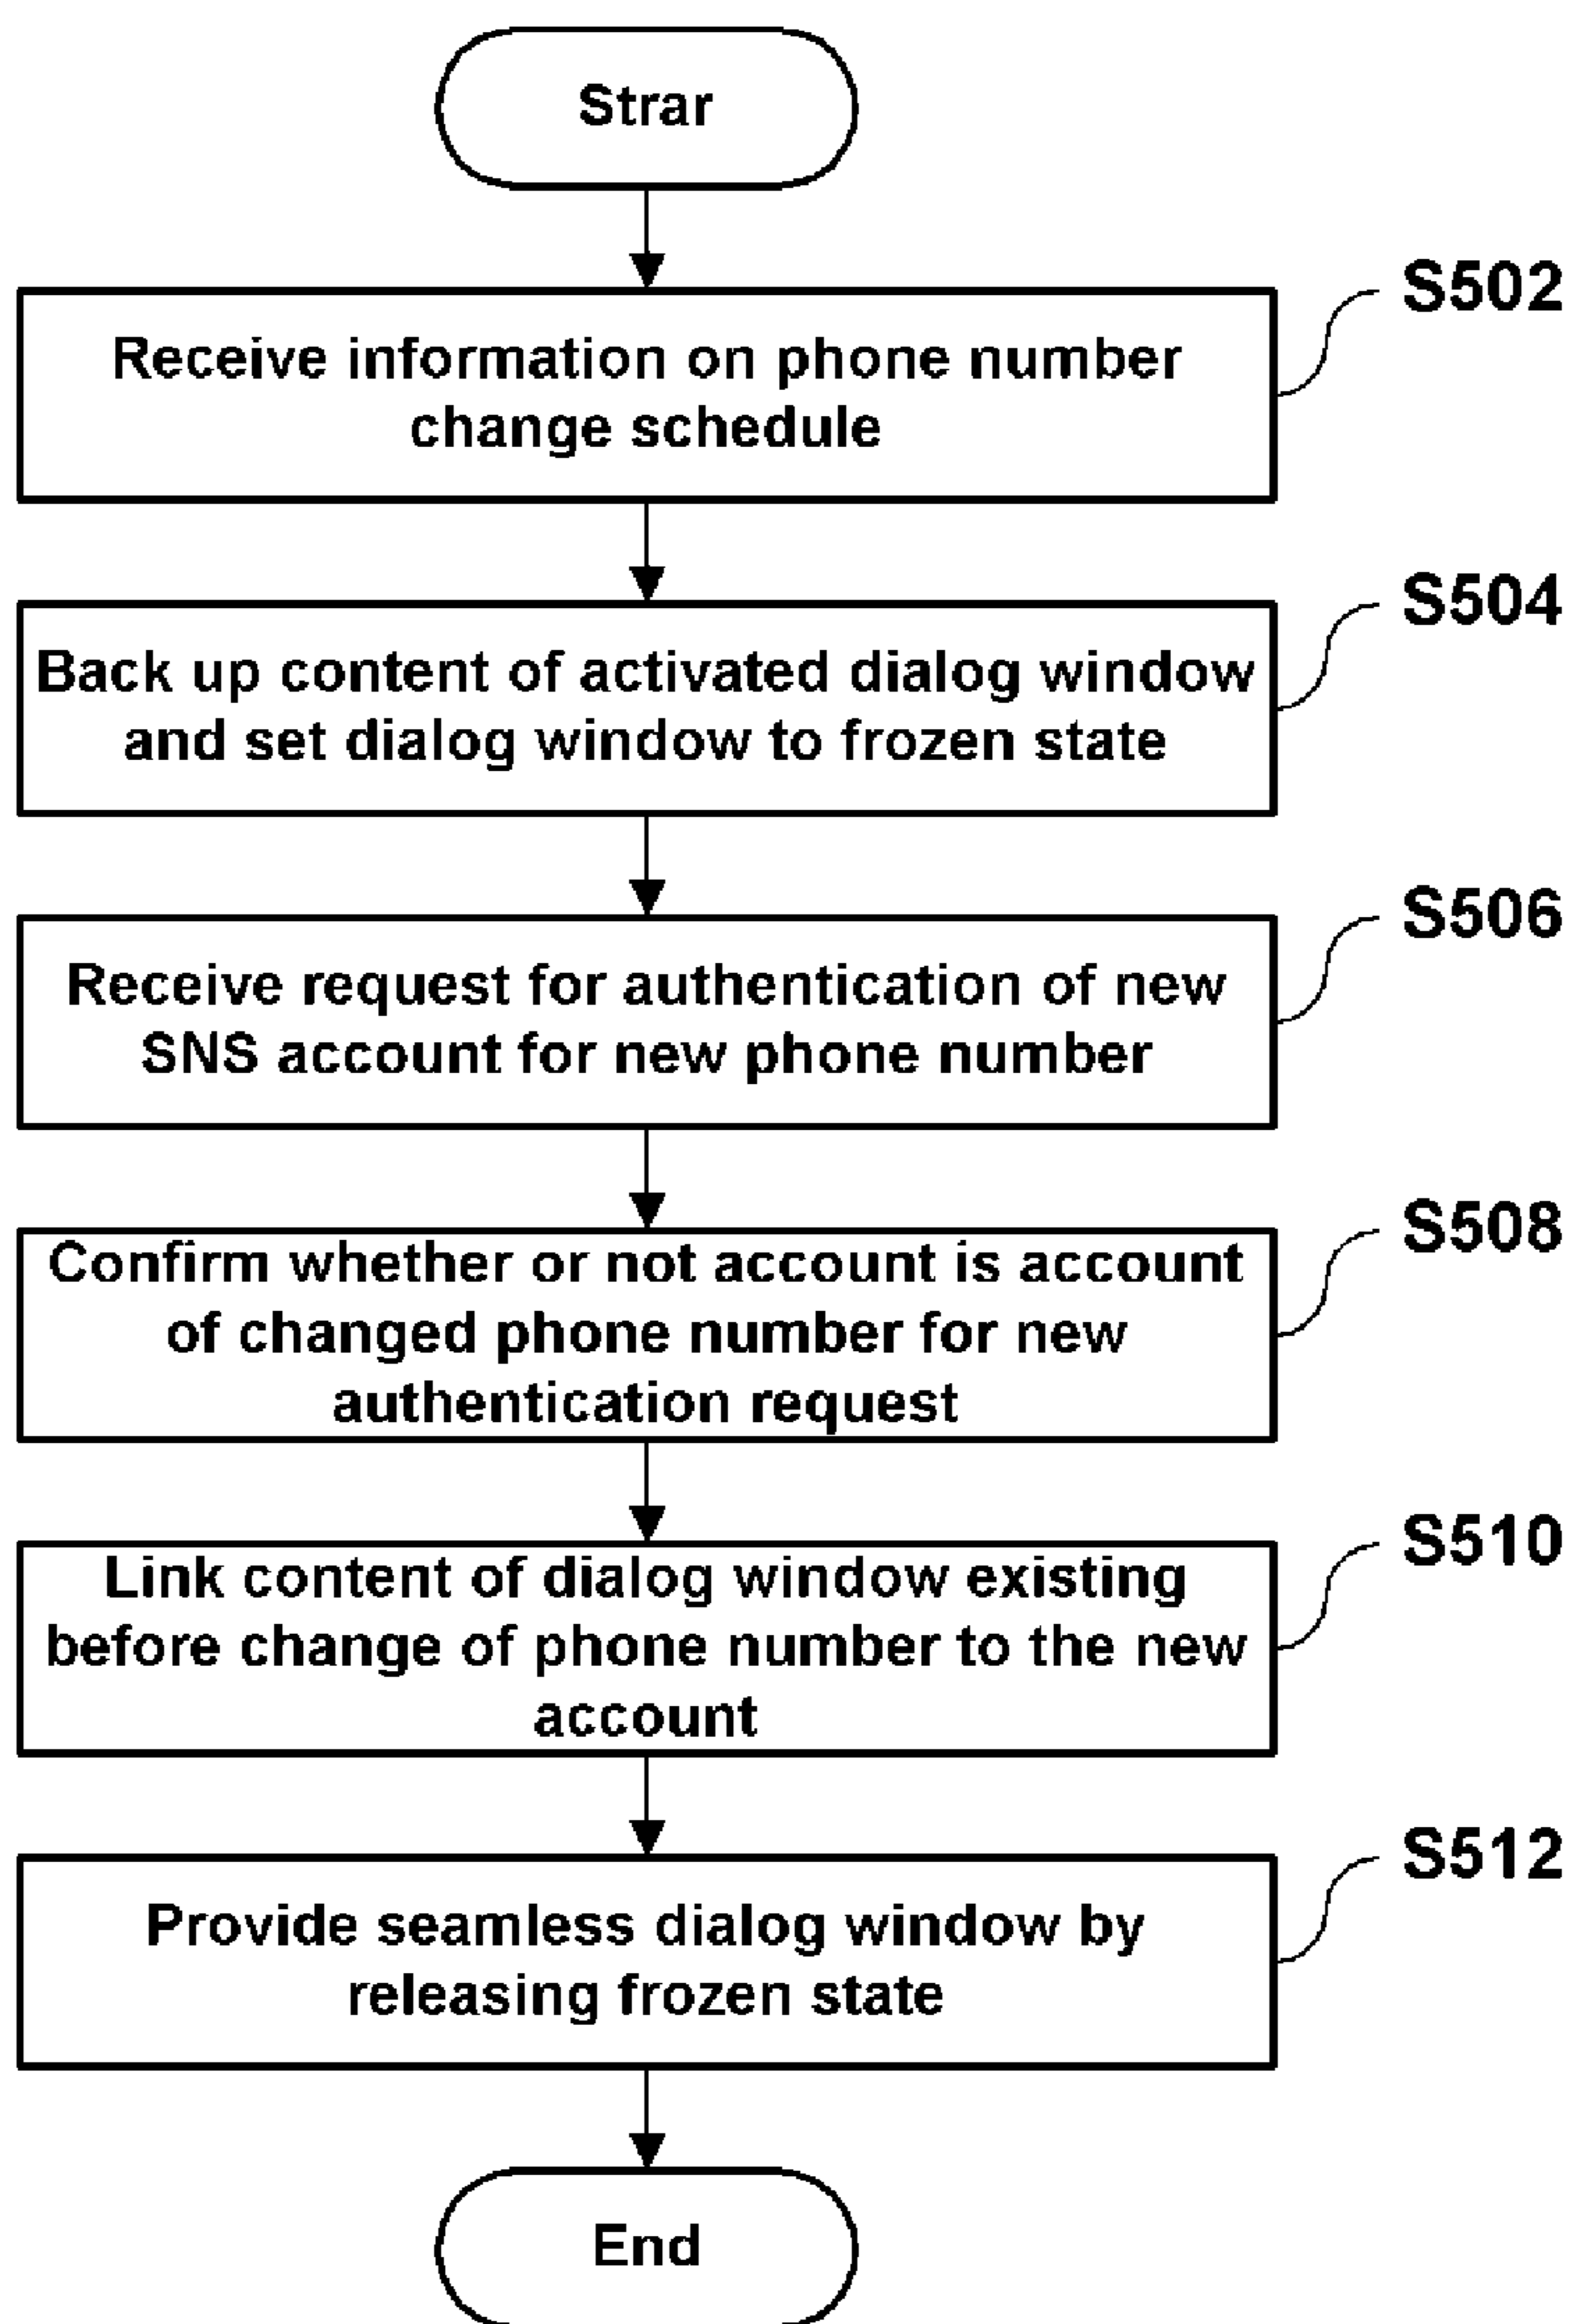 Strar
S502
Receive information on phone number
change schedule
S504
Back up content of activated dialog window
and set dialog window to frozen state
S506
Receive request for authentication of new
SNS account for new phone number
S508
Confirm whether or not account is account
of changed phone number for new
authentication request
S510
Link content of dialog window existing
before change of phone number to the new
account
S512
Provide seamless dialog window by
releasing frozen state
End